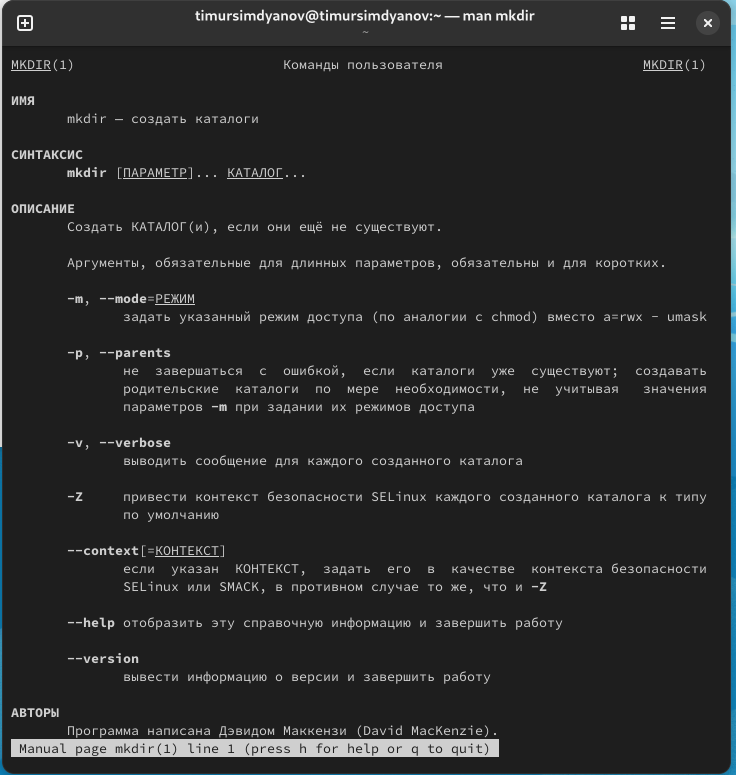 timursimdyanov@timursimdyanov:~ — man mkdir
~
MKDIR(1) Команды пользователя MKDIR(1)
ИМЯ
mkdir — создать каталоги
СИНТАКСИС
mkdir [ПАРАМЕТР]... КАТАЛОГ...
ОПИСАНИЕ
Создать КАТАЛОГ(и), если они ещё не существуют.
Аргументы, обязательные для длинных параметров, обязательны и для коротких.
-m, --mode=РЕЖИМ
задать указанный режим доступа (по аналогии с chmod) вместо a=rwx - umask
-p, --parents
не завершаться с ошибкой, если каталоги уже существуют; создавать
родительские каталоги по мере необходимости, не учитывая значения
параметров -m при задании их режимов доступа
-v, --verbose
выводить сообщение для каждого созданного каталога
-Z привести контекст безопасности SELinux каждого созданного каталога к типу
по умолчанию
--context[=КОНТЕКСТ]
если указан КОНТЕКСТ, задать его в качестве контекста безопасности
SELinux или SMACK, в противном случае то же, что и -Z
--help отобразить эту справочную информацию и завершить работу
--version
вывести информацию о версии и завершить работу
АВТОРЫ
Программа написана Дэвидом Маккензи (David MacKenzie).
Manual page mkdir(1) line 1 (press h for help or q to quit)